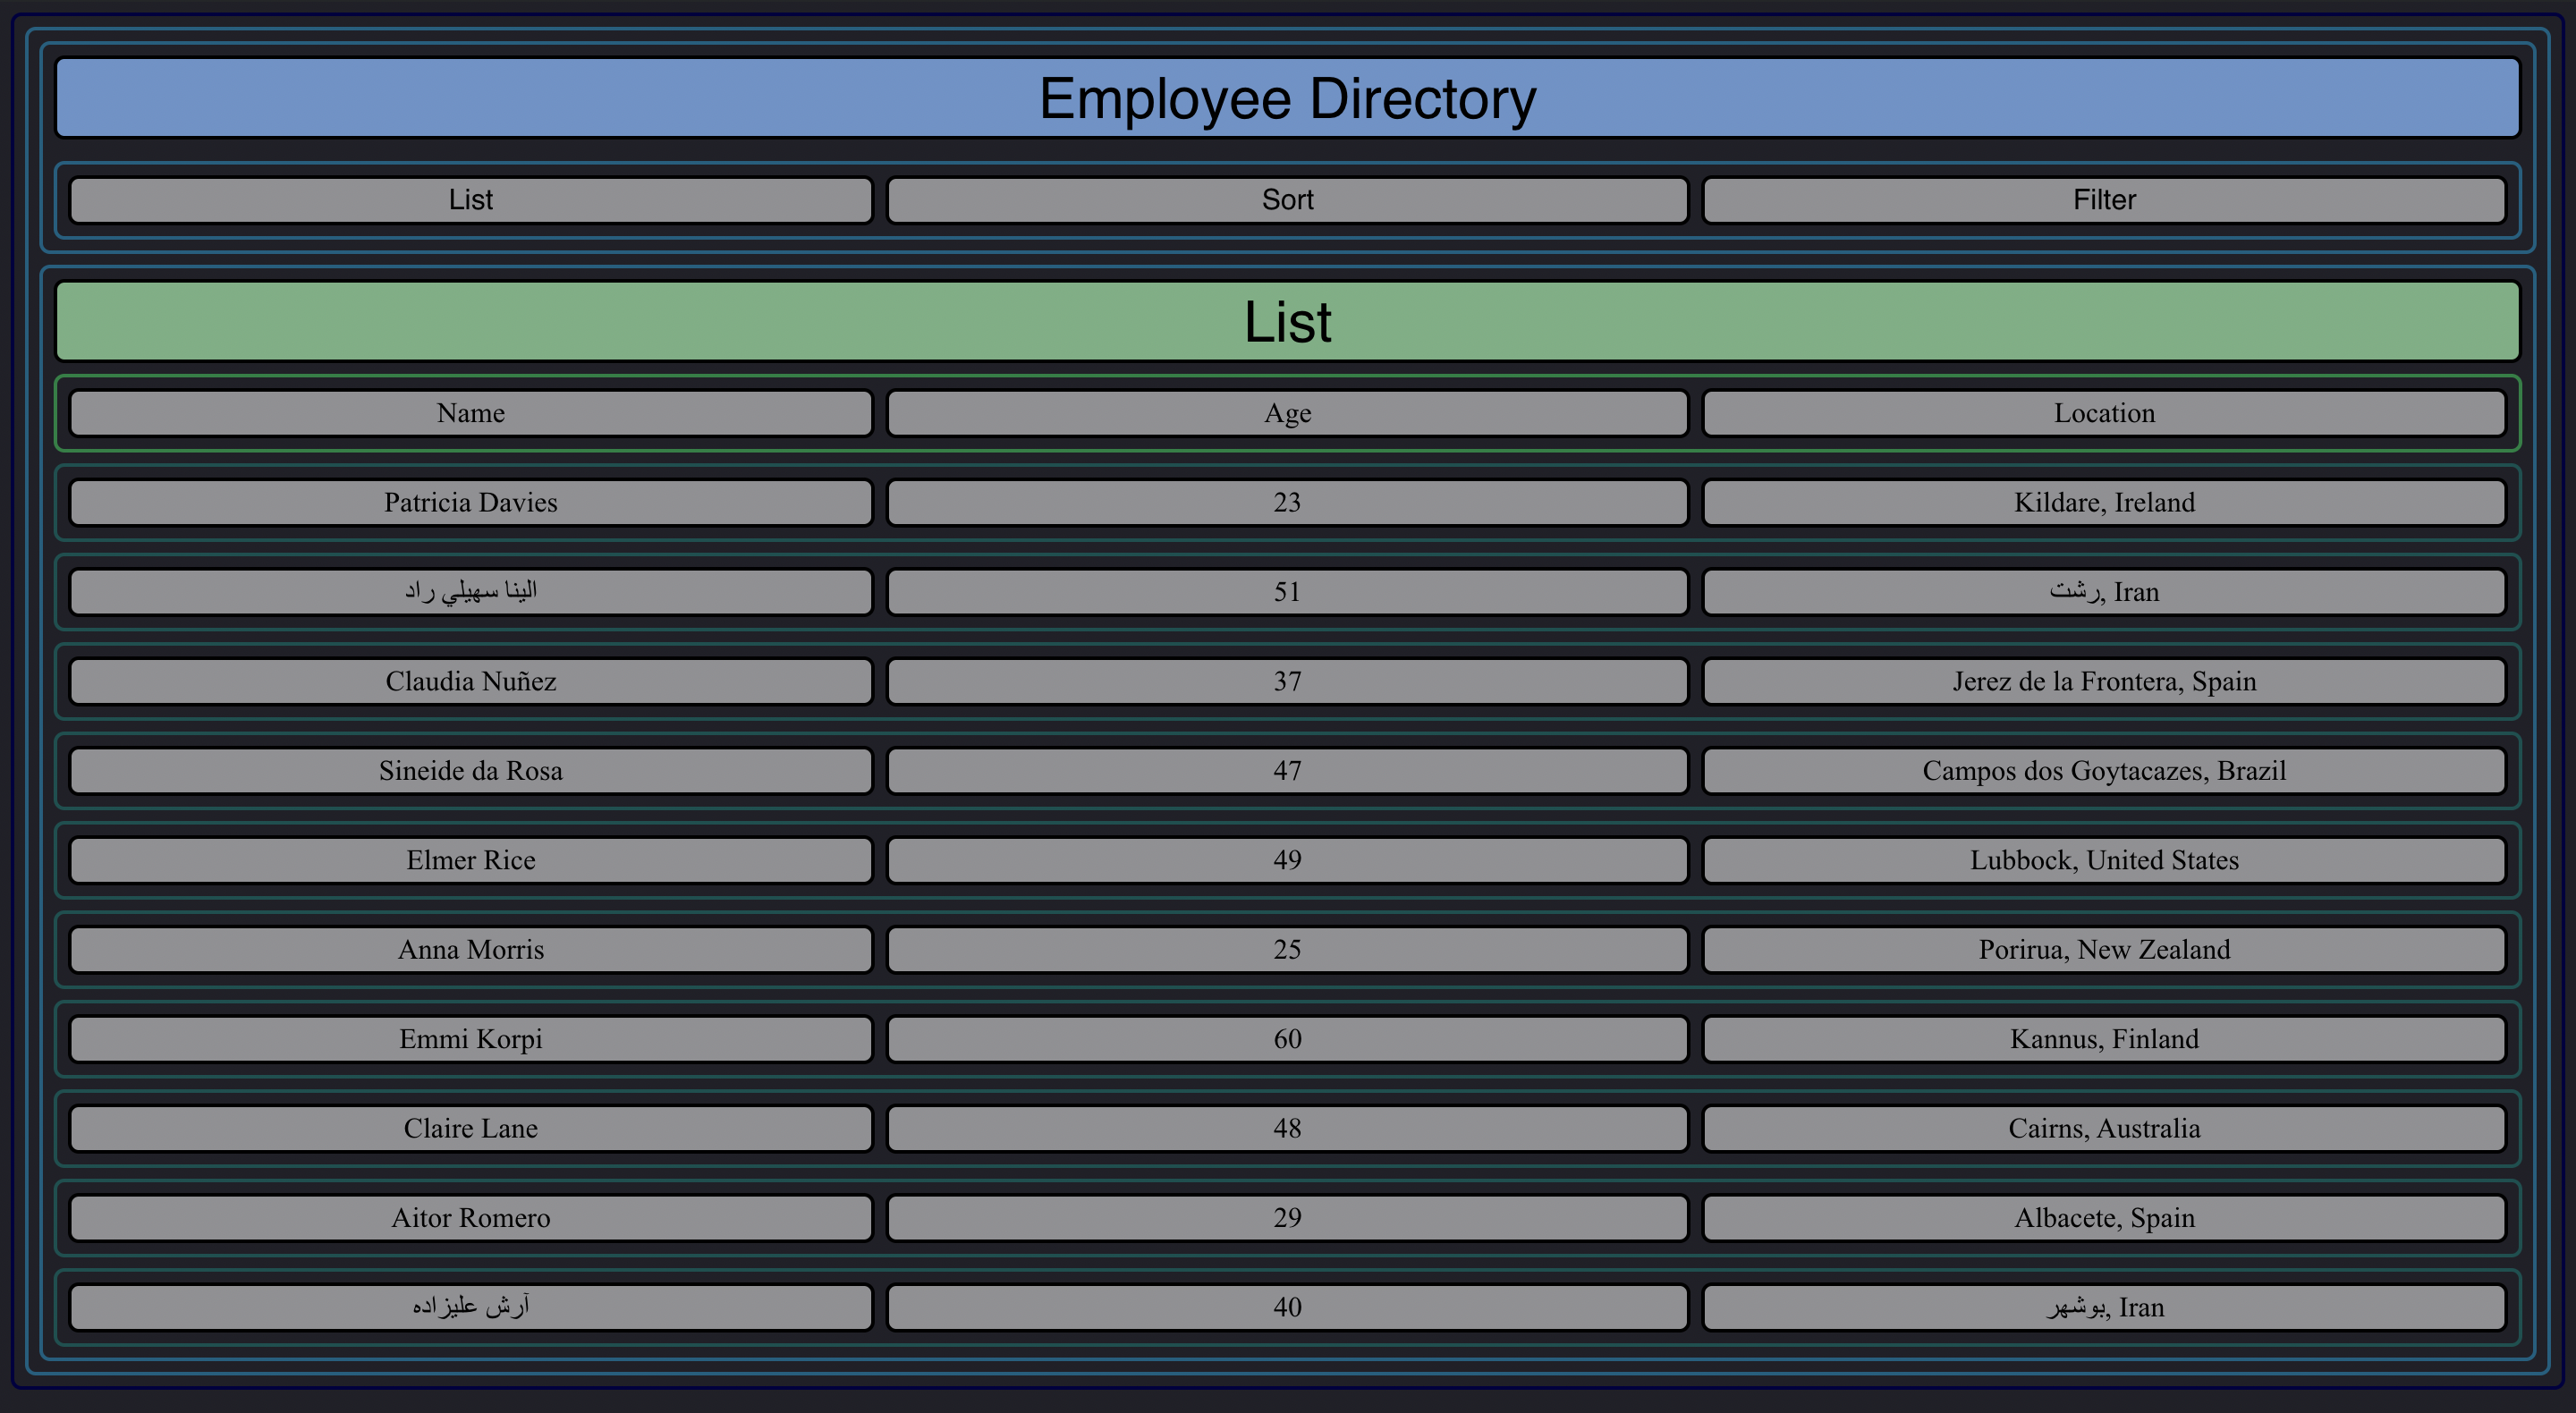 Employee Directory
List Sort Filter
List
Name Age Location
Patricia Davies 23 Kildare, Ireland
الينا سهيلي راد 51 رشت, Iran
Claudia Nuñez 37 Jerez de la Frontera, Spain
Sineide da Rosa 47 Campos dos Goytacazes, Brazil
Elmer Rice 49 Lubbock, United States
Anna Morris 25 Porirua, New Zealand
Emmi Korpi 60 Kannus, Finland
Claire Lane 48 Cairns, Australia
Aitor Romero 29 Albacete, Spain
آرش علیزاده 40 بوشهر, Iran